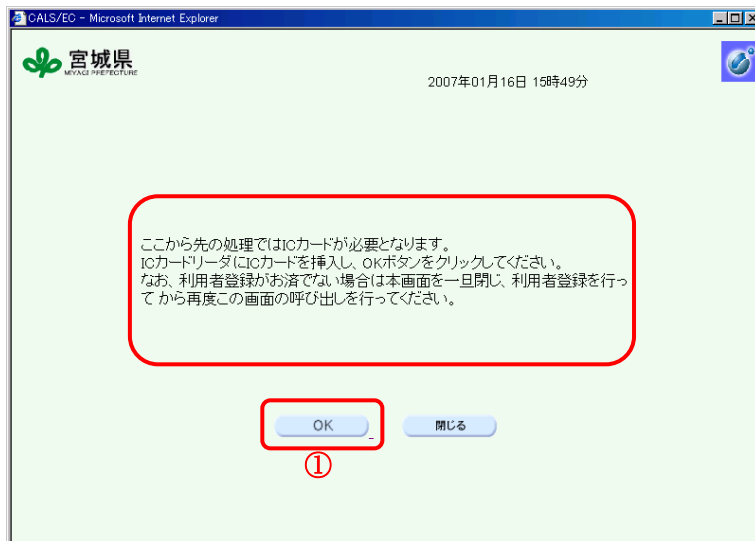 CALS/EC - Microsoft Internet Explorer
宮城県
MIYAGI PREFECTURE
2007年01月16日 15時49分
ここから先の処理ではICカードが必要となります。
ICカードリーダにICカードを挿入し、OKボタンをクリックしてください。
なお、利用者登録がお済でない場合は本画面を一旦閉じ、利用者登録を行っ
て から再度この画面の呼び出しを行ってください。
OK 閉じる
①